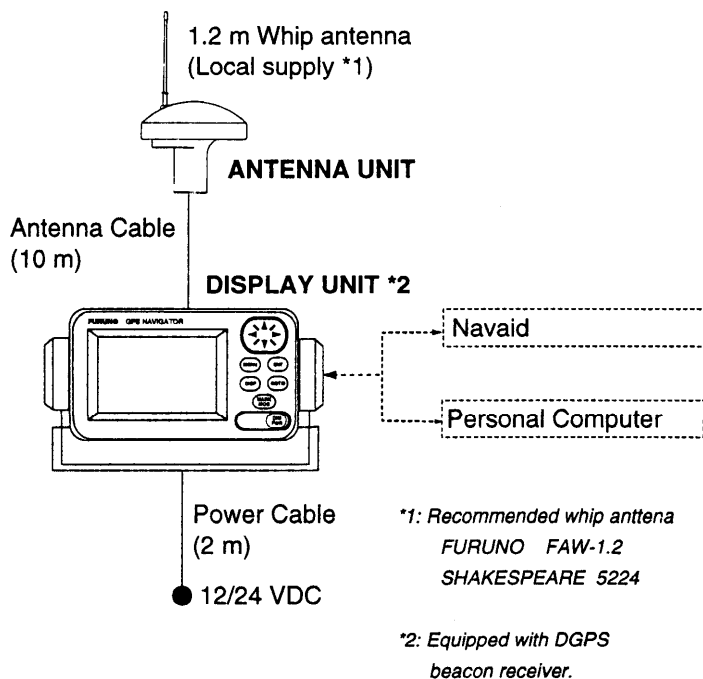 1.2 m Whip antenna
(Local supply *1)
ANTENNA UNIT
Antenna Cable
(10 m)
DISPLAY UNIT *2
FURUNO GPS NAVIGATOR
Navaid
Personal Computer
Power Cable
(2 m)
12/24 VDC
*1: Recommended whip anttena
FURUNO FAW-1.2
SHAKESPEARE 5224
*2: Equipped with DGPS
beacon receiver.